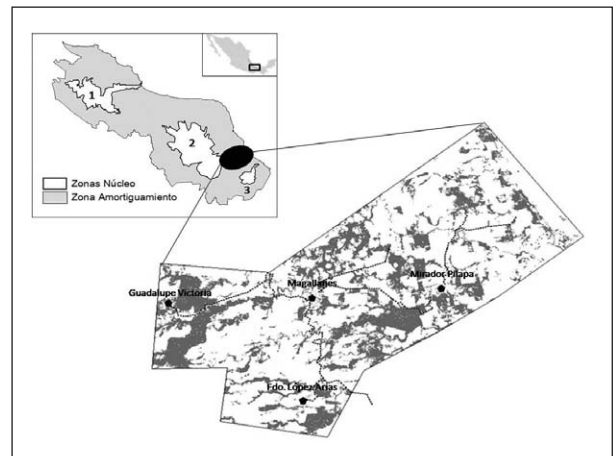 1
2
3
Zonas Núcleo
Zona Amortiguamiento
Guadalupe Victoria
Magallanes
Mirador Pilapa
Fdo. López Arias